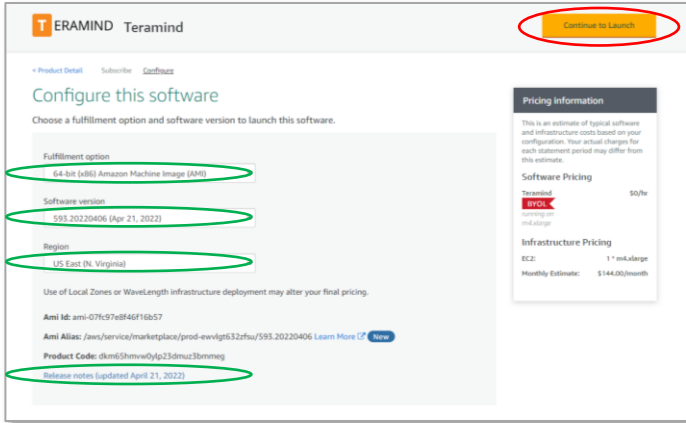 T ERAMIND Teramind
Continue to Launch
< Product Detail Subscribe Configure
Configure this software
Choose a fulfillment option and software version to launch this software.
Fulfillment option
64-bit (x86) Amazon Machine Image (AMI)
Software version
593.20220406 (Apr 21, 2022)
Region
US East (N. Virginia)
Use of Local Zones or WaveLength infrastructure deployment may alter your final pricing.
Ami Id: ami-07fc97e8f46f16b57
Ami Alias: /aws/service/marketplace/prod-ewvlgt632zfsu/593.20220406 Learn More New
Product Code: dkm65hmvw0ylp23dmuz3bmmeg
Release notes (updated April 21, 2022)
Pricing information
This is an estimate of typical software
and infrastructure costs based on your
configuration. Your actual charges for
each statement period may differ from
this estimate.
Software Pricing
Teramind $0/hr
BYOL
running on
m4.xlarge
Infrastructure Pricing
EC2: 1 * m4.xlarge
Monthly Estimate: $144.00/month